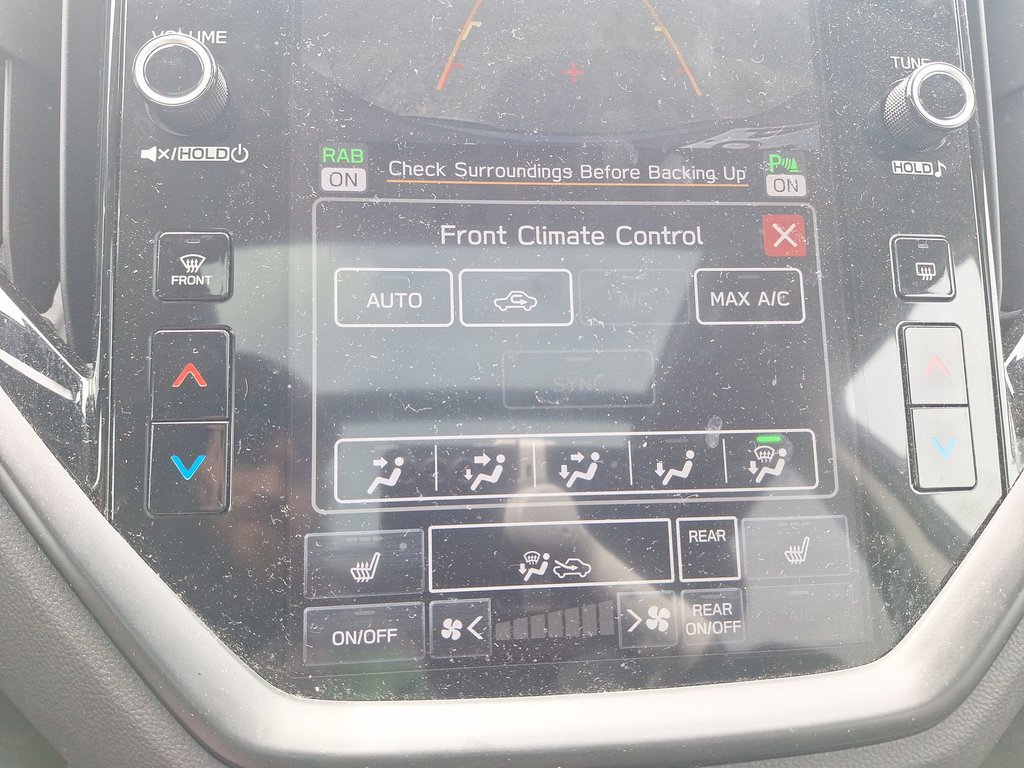 VOLUME
TUNE
/HOLD
HOLD
RAB
ON
Check Surroundings Before Backing Up
P
ON
Front Climate Control
FRONT
AUTO
A/C
MAX A/C
SYNC
REAR
ON/OFF
REAR
ON/OFF
A/C